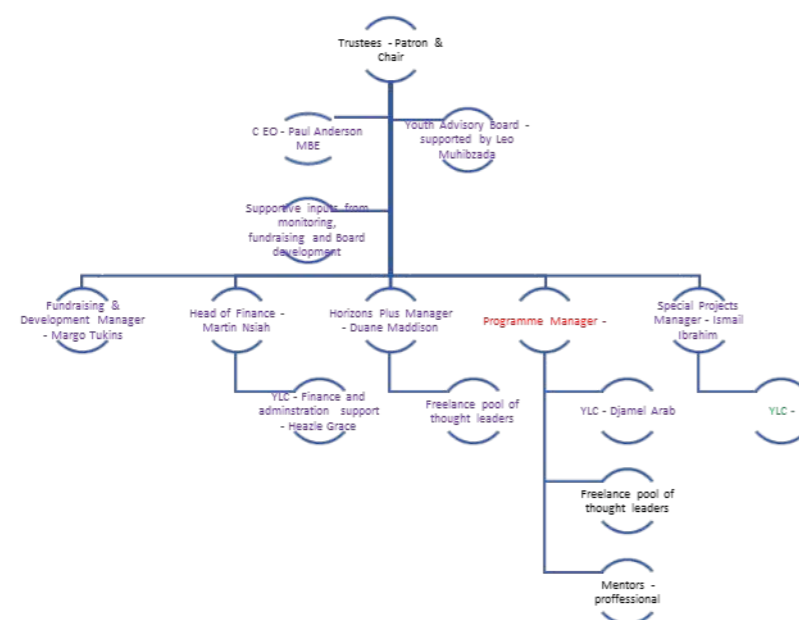 Trustees - Patron &
Chair
C EO - Paul Anderson
MBE
Youth Advisory Board -
supported by Leo
Muhibzada
Supportive inputs from
monitoring,
fundraising and Board
development
Fundraising &
Development Manager
- Margo Tukins
Head of Finance -
Martin Nsiah
Horizons Plus Manager
- Duane Maddison
Programme Manager -
Special Projects
Manager - Ismail
Ibrahim
YLC - Finance and
adminstration support
- Heazle Grace
Freelance pool of
thought leaders
YLC - Djamel Arab
YLC -
Freelance pool of
thought leaders
Mentors -
proffessional